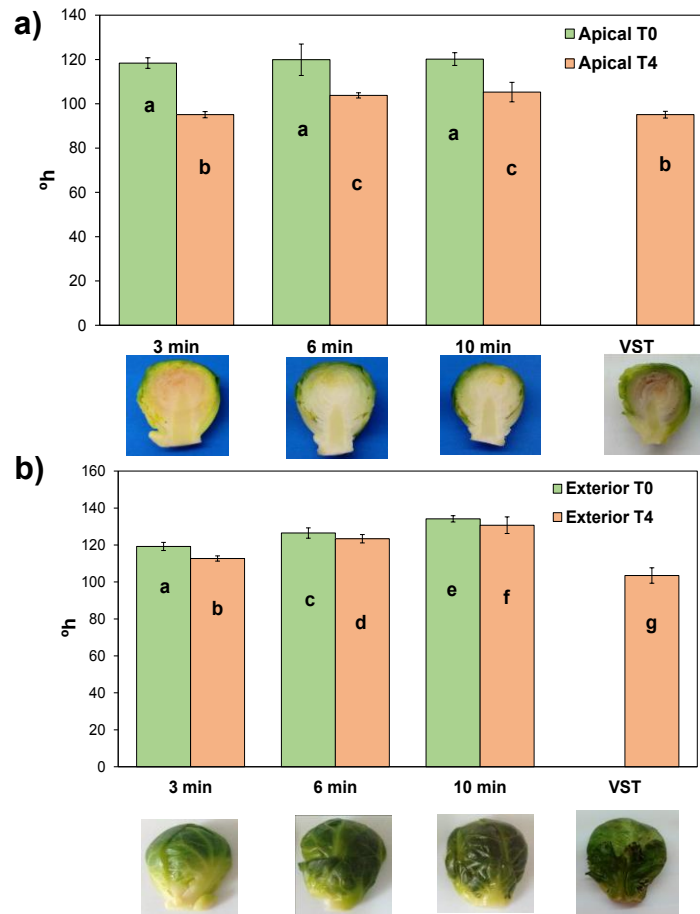 a)
140
120
100
80
60
40
20
0
ºh
Apical T0
Apical T4
a
b
a
c
a
c
b
3 min
6 min
10 min
VST
b)
160
140
120
100
80
60
40
20
0
ºh
Exterior T0
Exterior T4
a
b
c
d
e
f
g
3 min
6 min
10 min
VST